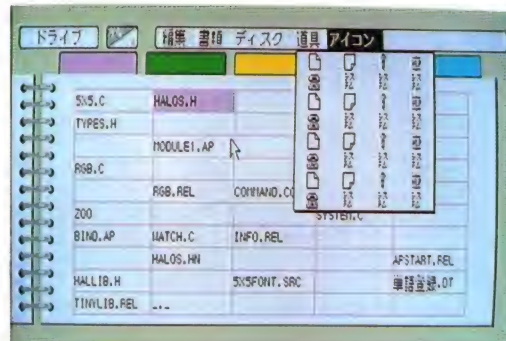 ドライブ 編集 書類 ディスク 道具 アイコン
5X5.C HALOS.H
TYPES.H
MODULE1.AP
RGB.C
RGB.REL COMMAND.CO
ZOO SYSTEM.C
BIND.AP WATCH.C INFO.REL
HALOS.HN APSTART.REL
HALLIB.H 5X5FONT.SRC 単語登録.OT
TINYLIB.REL _._